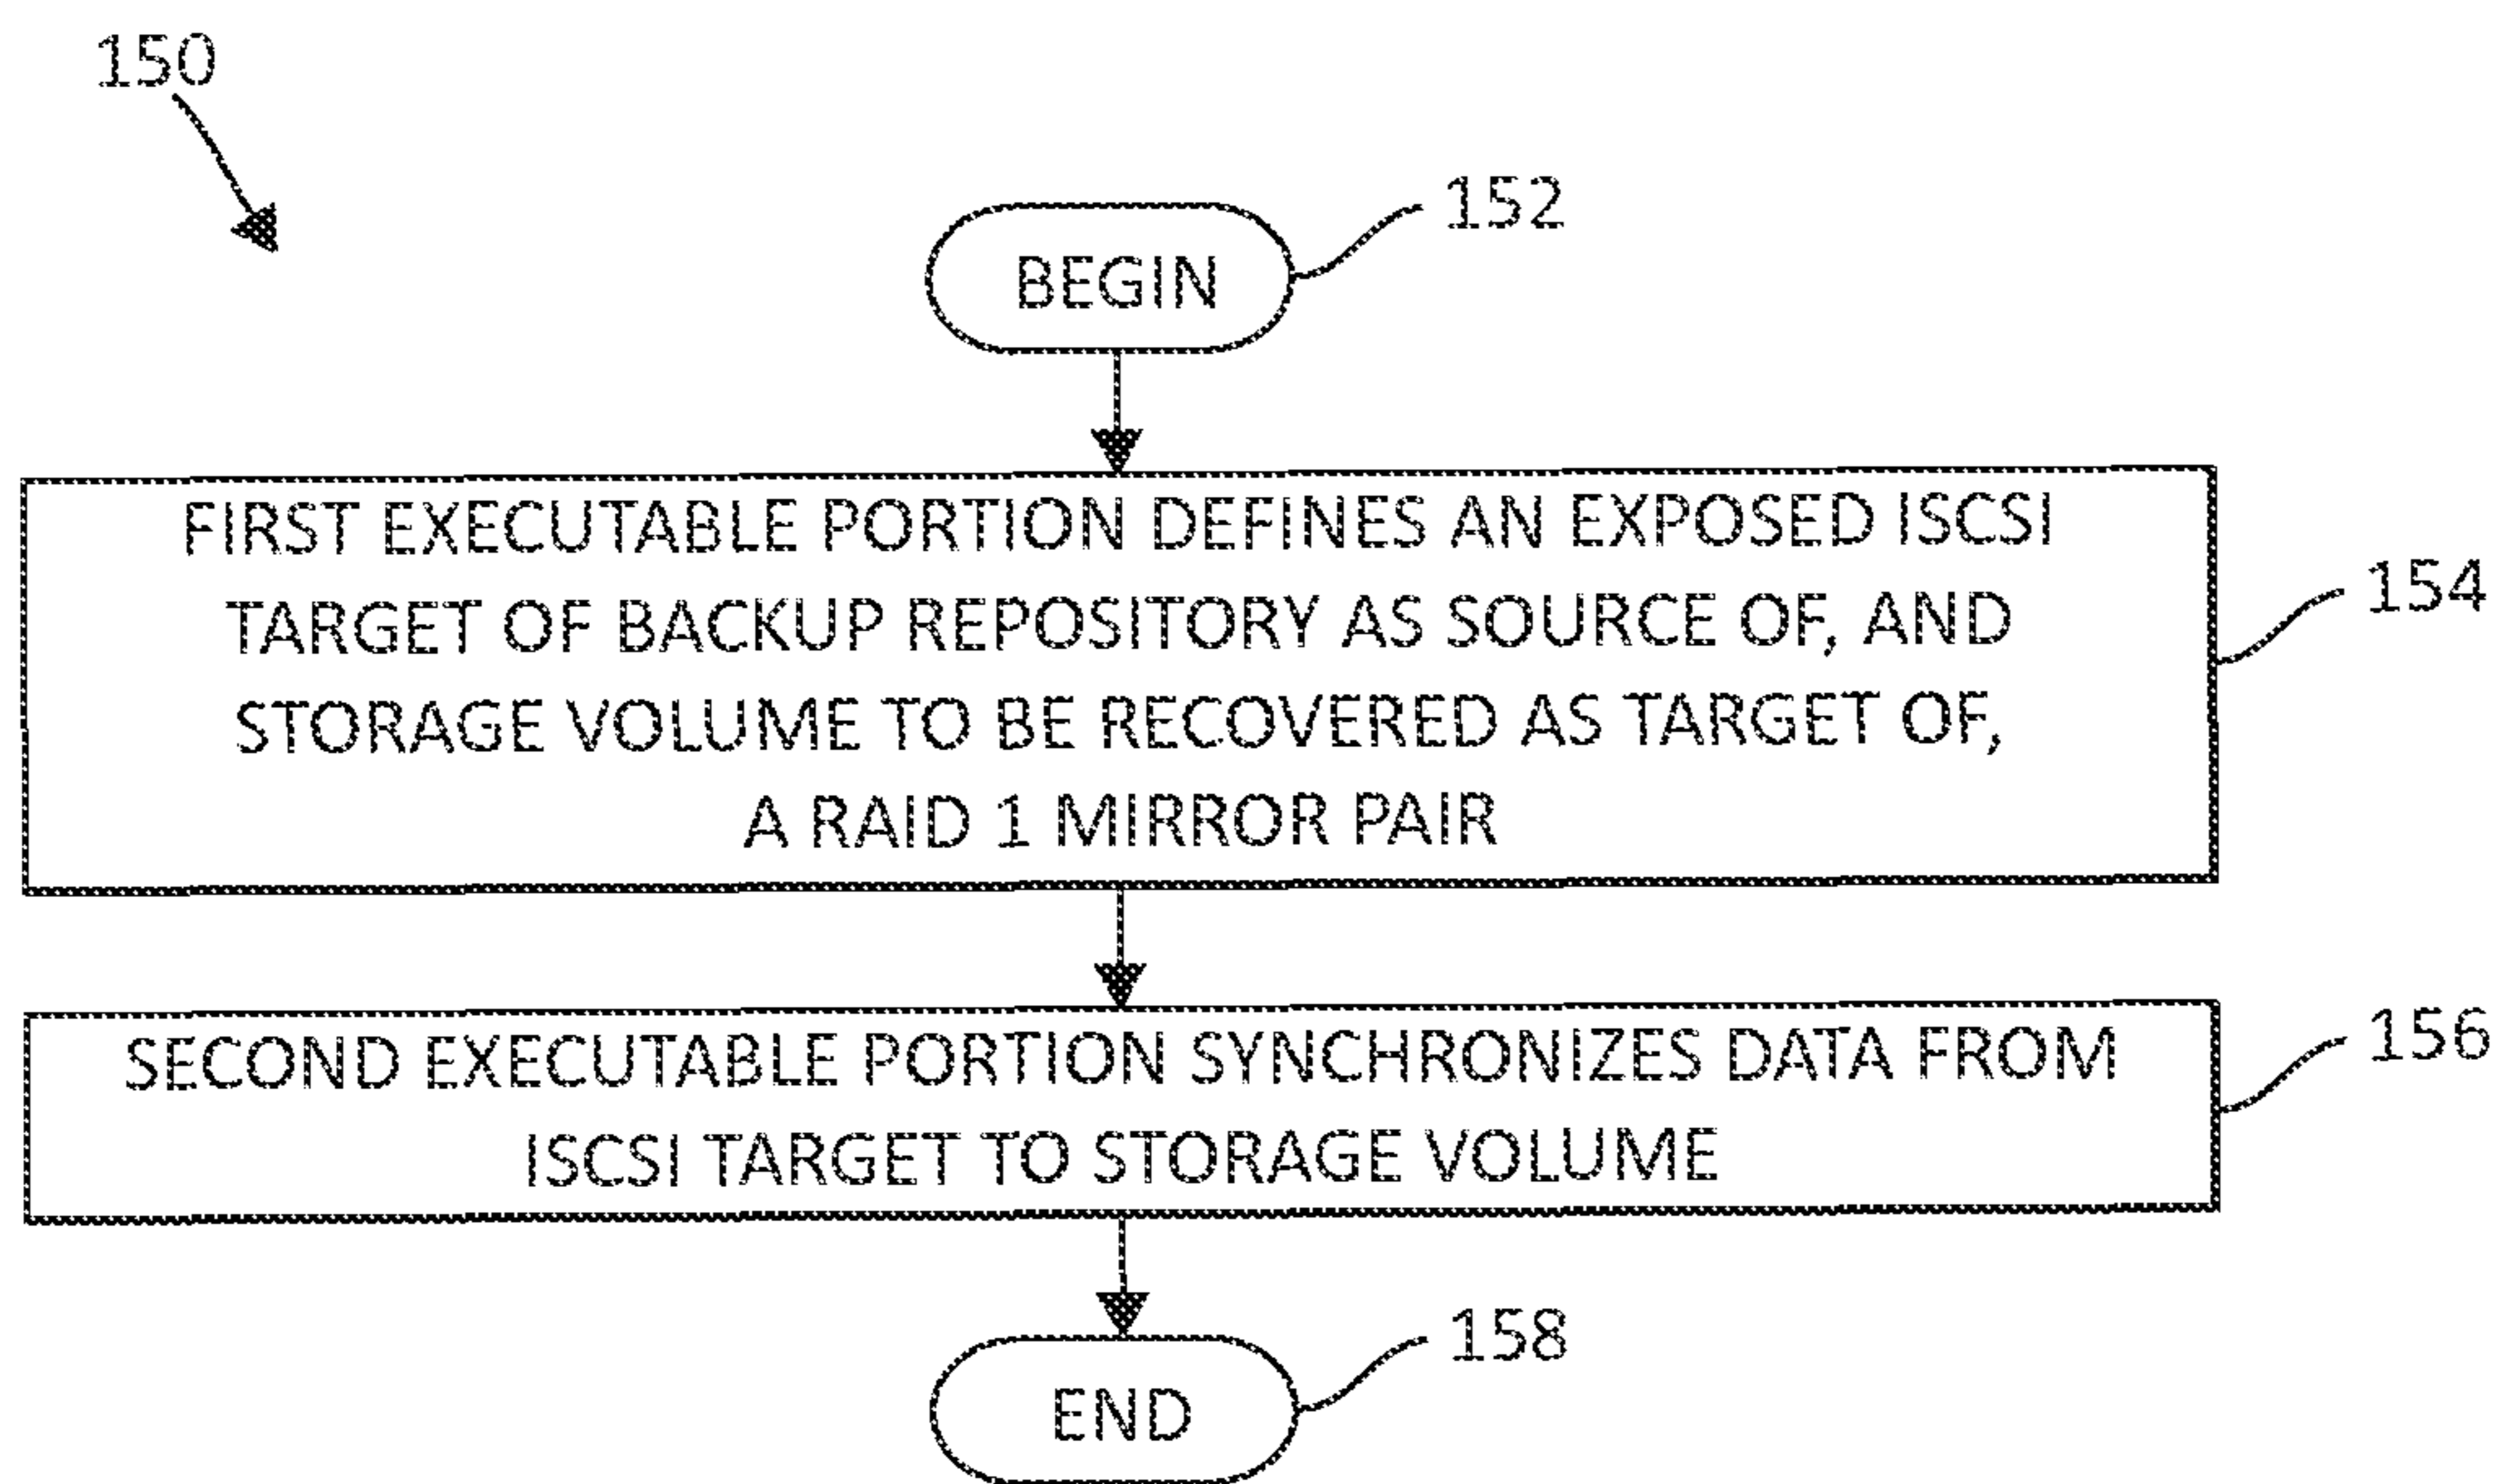 150
152
BEGIN
FIRST EXECUTABLE PORTION DEFINES AN EXPOSED ISCSI
TARGET OF BACKUP REPOSITORY AS SOURCE OF, AND
STORAGE VOLUME TO BE RECOVERED AS TARGET OF,
A RAID 1 MIRROR PAIR
154
SECOND EXECUTABLE PORTION SYNCHRONIZES DATA FROM
ISCSI TARGET TO STORAGE VOLUME
156
158
END